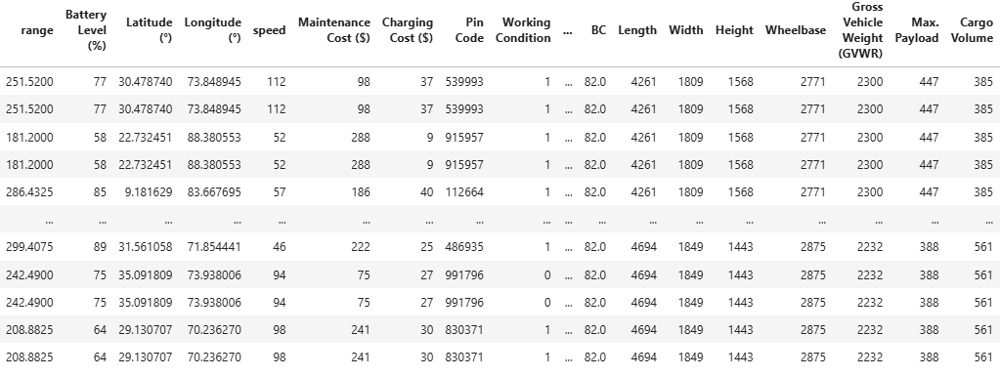 range Battery Level (%) Latitude (°) Longitude (°) speed Maintenance Cost ($) Charging Cost ($) Pin Code Working Condition ... BC Length Width Height Wheelbase Gross Vehicle Weight (GVWR) Max. Payload Cargo Volume
251.5200 77 30.478740 73.848945 112 98 37 539993 1 ... 82.0 4261 1809 1568 2771 2300 447 385
251.5200 77 30.478740 73.848945 112 98 37 539993 1 ... 82.0 4261 1809 1568 2771 2300 447 385
181.2000 58 22.732451 88.380553 52 288 9 915957 1 ... 82.0 4261 1809 1568 2771 2300 447 385
181.2000 58 22.732451 88.380553 52 288 9 915957 1 ... 82.0 4261 1809 1568 2771 2300 447 385
286.4325 85 9.181629 83.667695 57 186 40 112664 1 ... 82.0 4261 1809 1568 2771 2300 447 385
... ... ... ... ... ... ... ... ... ... ... ... ... ... ... ... ... ...
299.4075 89 31.561058 71.854441 46 222 25 486935 1 ... 82.0 4694 1849 1443 2875 2232 388 561
242.4900 75 35.091809 73.938006 94 75 27 991796 0 ... 82.0 4694 1849 1443 2875 2232 388 561
242.4900 75 35.091809 73.938006 94 75 27 991796 0 ... 82.0 4694 1849 1443 2875 2232 388 561
208.8825 64 29.130707 70.236270 98 241 30 830371 1 ... 82.0 4694 1849 1443 2875 2232 388 561
208.8825 64 29.130707 70.236270 98 241 30 830371 1 ... 82.0 4694 1849 1443 2875 2232 388 561